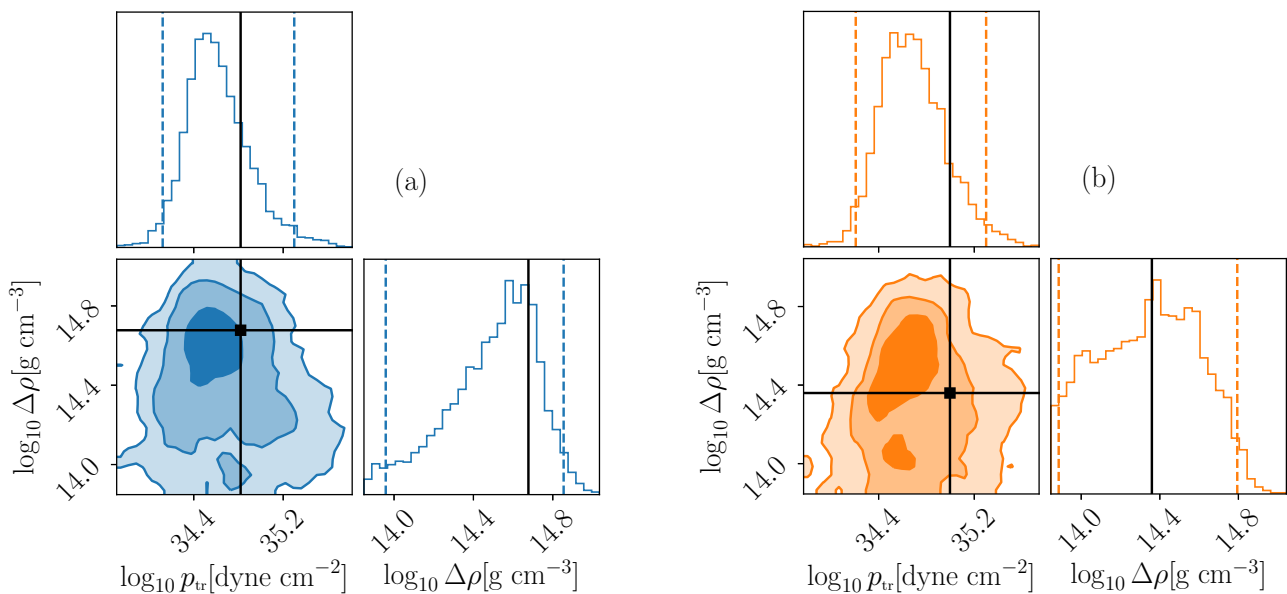 (a)
log₁₀ Δρ[g cm⁻³]
14.8
14.4
14.0
34.4 35.2
log₁₀ pₜᵣ[dyne cm⁻²]
14.0 14.4 14.8
log₁₀ Δρ[g cm⁻³]
(b)
log₁₀ Δρ[g cm⁻³]
14.8
14.4
14.0
34.4 35.2
log₁₀ pₜᵣ[dyne cm⁻²]
14.0 14.4 14.8
log₁₀ Δρ[g cm⁻³]